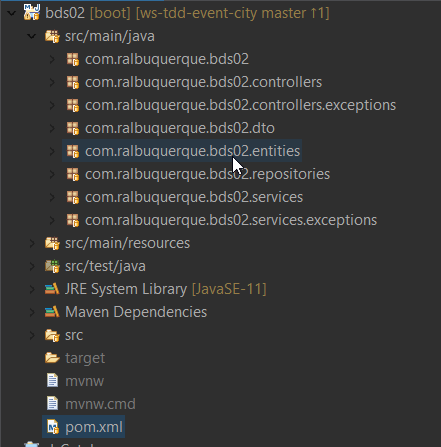 bds02 [boot] [ws-tdd-event-city master ↑1]
src/main/java
com.ralbuquerque.bds02
com.ralbuquerque.bds02.controllers
com.ralbuquerque.bds02.controllers.exceptions
com.ralbuquerque.bds02.dto
com.ralbuquerque.bds02.entities
com.ralbuquerque.bds02.repositories
com.ralbuquerque.bds02.services
com.ralbuquerque.bds02.services.exceptions
src/main/resources
src/test/java
JRE System Library [JavaSE-11]
Maven Dependencies
src
target
mvnw
mvnw.cmd
pom.xml